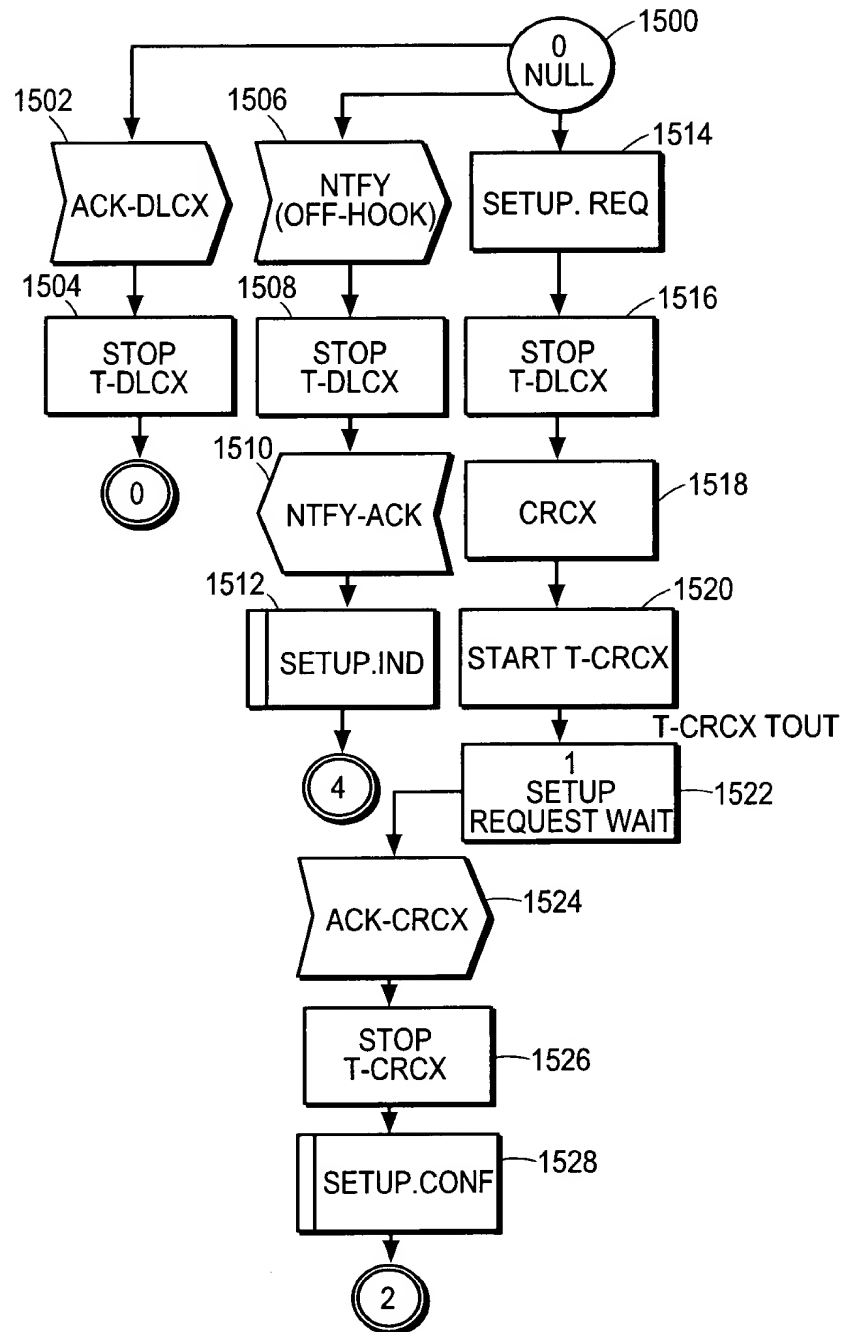 1500
0
NULL
1502
1506
1514
ACK-DLCX
NTFY
(OFF-HOOK)
SETUP. REQ
1504
1508
1516
STOP
T-DLCX
STOP
T-DLCX
STOP
T-DLCX
0
1510
NTFY-ACK
CRCX
1518
1512
1520
SETUP.IND
START T-CRCX
T-CRCX TOUT
4
1
SETUP
REQUEST WAIT
1522
ACK-CRCX
1524
STOP
T-CRCX
1526
SETUP.CONF
1528
2